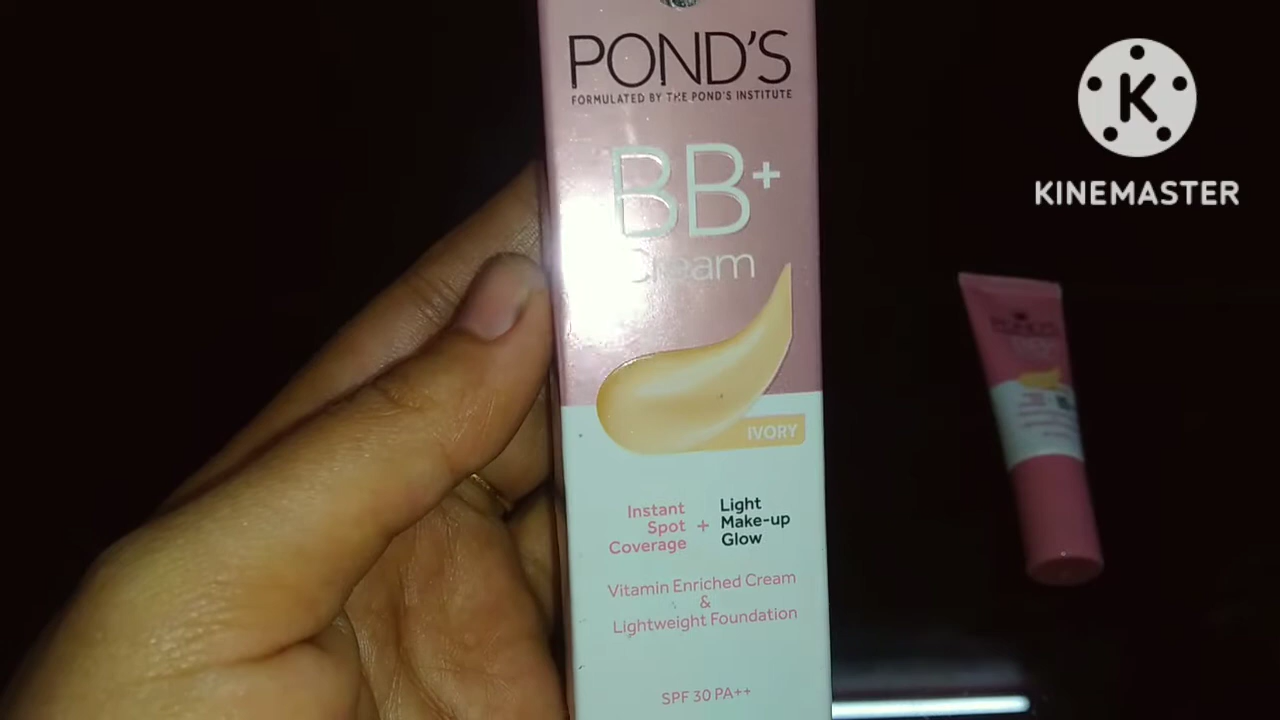 POND'S
FORMULATED BY THE POND'S INSTITUTE
BB+
Cream
IVORY
Instant
Spot
Coverage
+
Light
Make-up
Glow
Vitamin Enriched Cream
&
Lightweight Foundation
SPF 30 PA++
K
KINEMASTER
POND'S